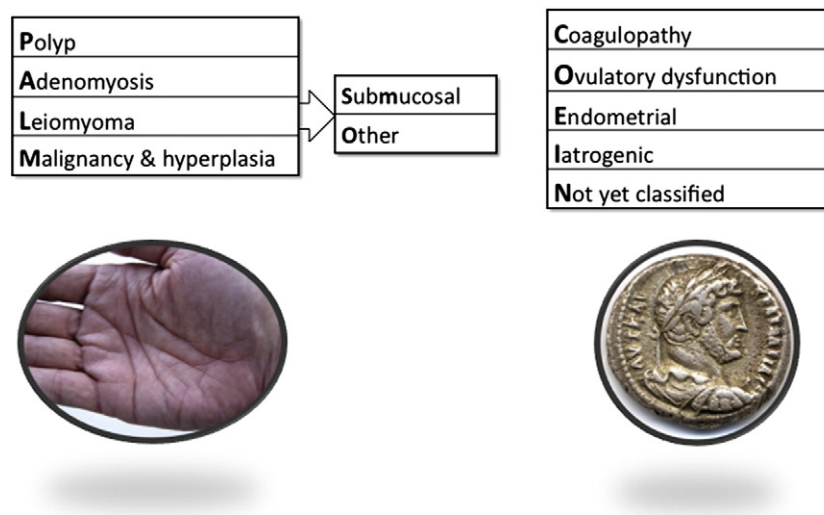 Polyp
Adenomyosis
Leiomyoma
Malignancy & hyperplasia
Submucosal
Other
Coagulopathy
Ovulatory dysfunction
Endometrial
Iatrogenic
Not yet classified